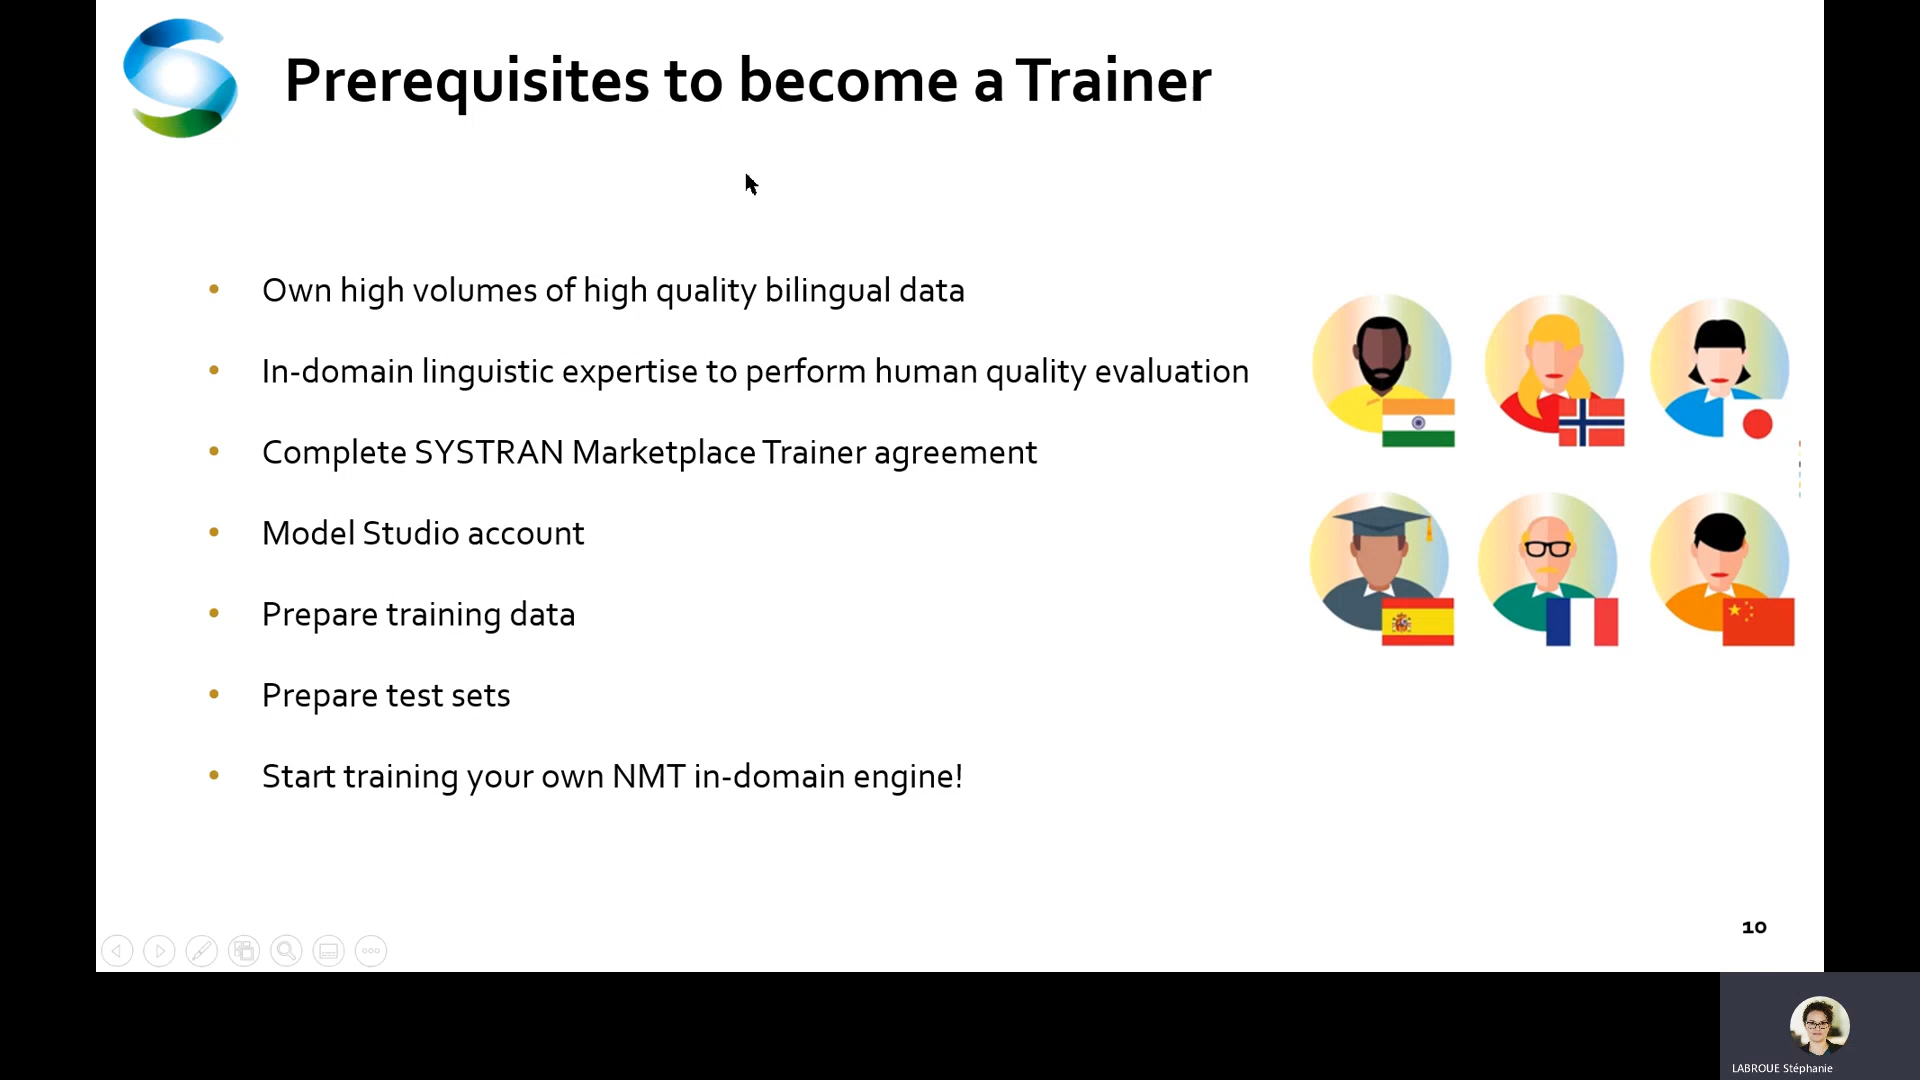 Prerequisites to become a Trainer
• Own high volumes of high quality bilingual data
• In-domain linguistic expertise to perform human quality evaluation
• Complete SYSTRAN Marketplace Trainer agreement
• Model Studio account
• Prepare training data
• Prepare test sets
• Start training your own NMT in-domain engine!
10
LABROUE Stéphanie